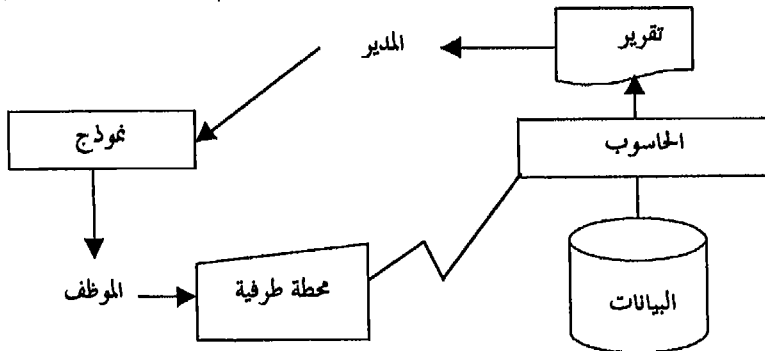 تقرير
المدير
نموذج
الحاسوب
الموظف
محطة طرفية
البيانات